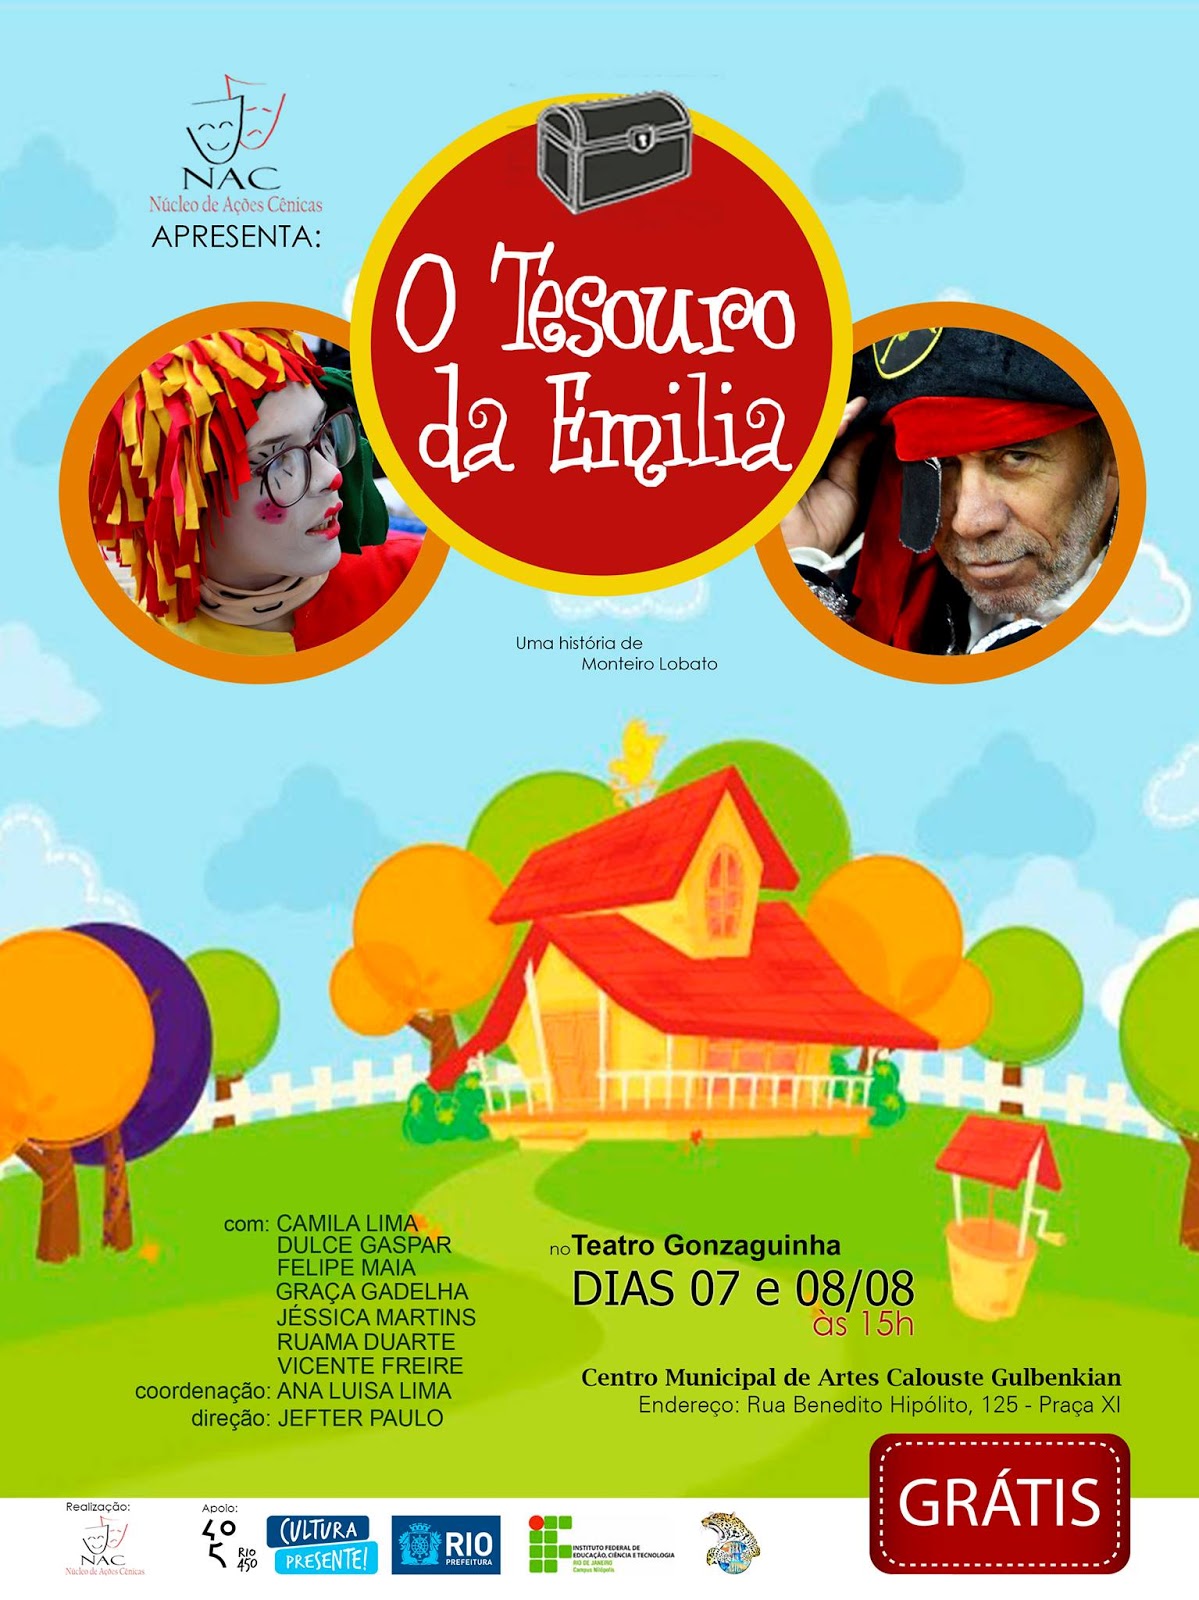 NAC
Núcleo de Ações Cênicas
APRESENTA:
O Tesouro
da Emilia
Uma história de
Monteiro Lobato
com: CAMILA LIMA
DULCE GASPAR
FELIPE MAIA
GRAÇA GADELHA
JÉSSICA MARTINS
RUAMA DUARTE
VICENTE FREIRE
coordenação: ANA LUISA LIMA
direção: JEFTER PAULO
no Teatro Gonzaguinha
DIAS 07 e 08/08
às 15h
Centro Municipal de Artes Calouste Gulbenkian
Endereço: Rua Benedito Hipólito, 125 - Praça XI
GRÁTIS
Realização:
NAC
Núcleo de Ações Cênicas
Apoio:
RIO
450
CULTURA
PRESENTE!
RIO
PREFEITURA
INSTITUTO FEDERAL DE
EDUCAÇÃO, CIÊNCIA E TECNOLOGIA
RIO DE JANEIRO
Campus Nilópolis